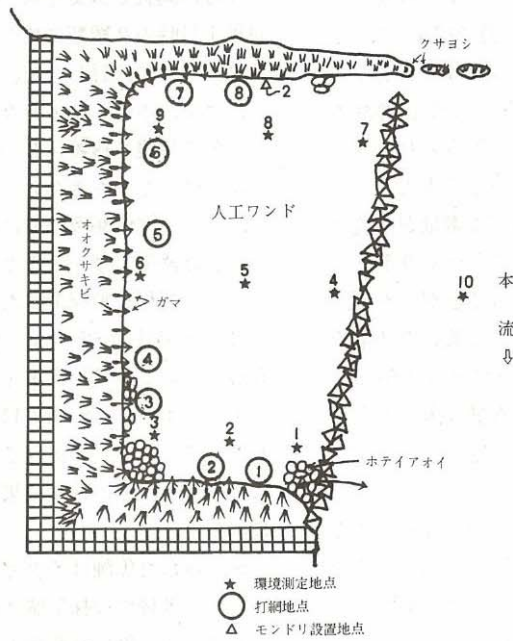 クサヨシ
7
8
2
9
8
7
6
人工ワンド
オオクサキビ
5
6
5
4
10
本流⇩
ガマ
4
3
3
2
1
ホテイアオイ
2
1
★ 環境測定地点
○ 打網地点
△ モンドリ設置地点